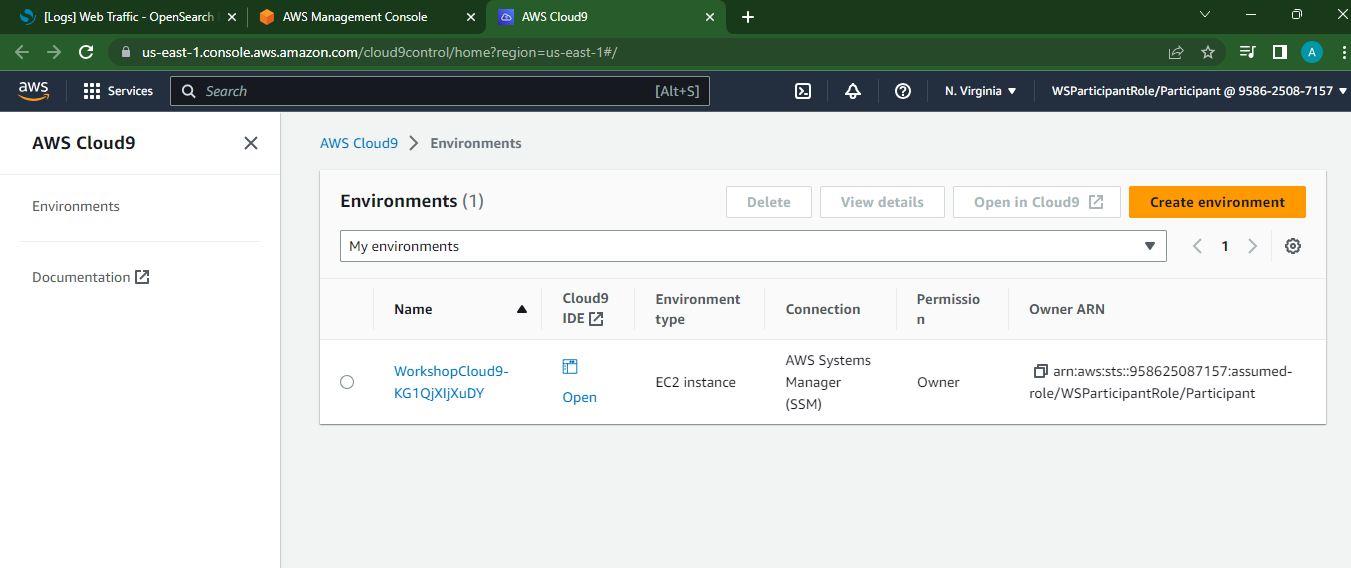 [Logs] Web Traffic - OpenSearch
AWS Management Console
AWS Cloud9
us-east-1.console.aws.amazon.com/cloud9control/home?region=us-east-1#/
A
aws
Services
Search
[Alt+S]
N. Virginia
WSParticipantRole/Participant @ 9586-2508-7157
AWS Cloud9
Environments
Documentation
AWS Cloud9
Environments
Environments (1)
Delete
View details
Open in Cloud9
Create environment
My environments
1
Name
Cloud9
IDE
Environment
type
Connection
Permissio
n
Owner ARN
WorkshopCloud9-
KG1QjXIjXuDY
Open
EC2 instance
AWS Systems
Manager
(SSM)
Owner
arn:aws:sts::958625087157:assumed-
role/WSParticipantRole/Participant